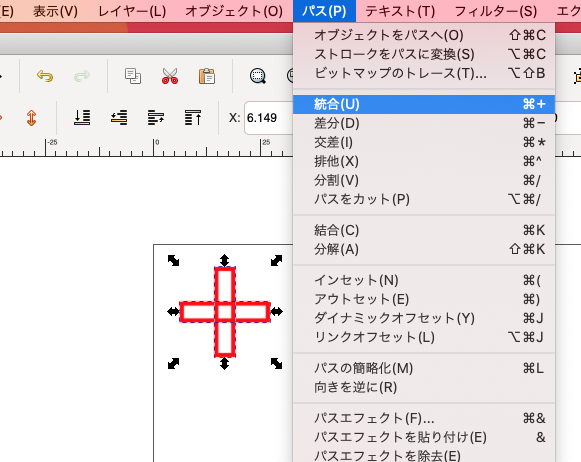 (E) 表示(V) レイヤー(L) オブジェクト(O) パス(P) テキスト(T) フィルター(S) エク
X: 6.149
-25 0 25
オブジェクトをパスへ(O) ⇧⌘C
ストロークをパスに変換(S) ⌥⌘C
ビットマップのトレース(T)... ⌥⇧B
統合(U) ⌘+
差分(D) ⌘−
交差(I) ⌘*
排他(X) ⌘^
分割(V) ⌘/
パスをカット(P) ⌥⌘/
結合(C) ⌘K
分解(A) ⇧⌘K
インセット(N) ⌘(
アウトセット(E) ⌘)
ダイナミックオフセット(Y) ⌘J
リンクオフセット(L) ⌥⌘J
パスの簡略化(M) ⌘L
向きを逆に(R)
パスエフェクト(F)... ⌘&
パスエフェクトを貼り付け(E) &
パスエフェクトを除去(E)